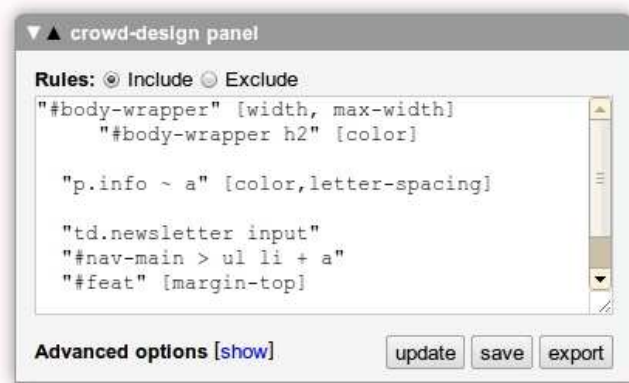 ▼▲ crowd-design panel
Rules: Include Exclude
"#body-wrapper" [width, max-width]
"#body-wrapper h2" [color]
"p.info ~ a" [color,letter-spacing]
"td.newsletter input"
"#nav-main > ul li + a"
"#feat" [margin-top]
Advanced options [show] update save export